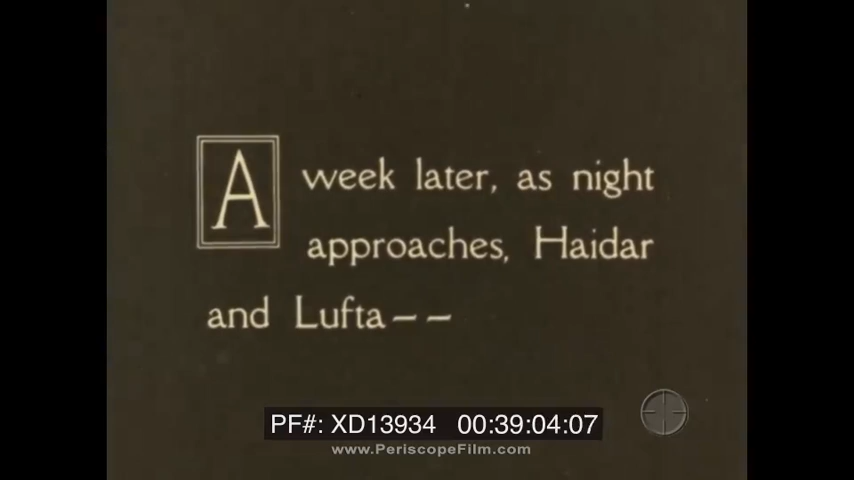 A week later, as night
approaches, Haidar
and Lufta——
PF#: XD13934 00:39:04:07
www.PeriscopeFilm.com